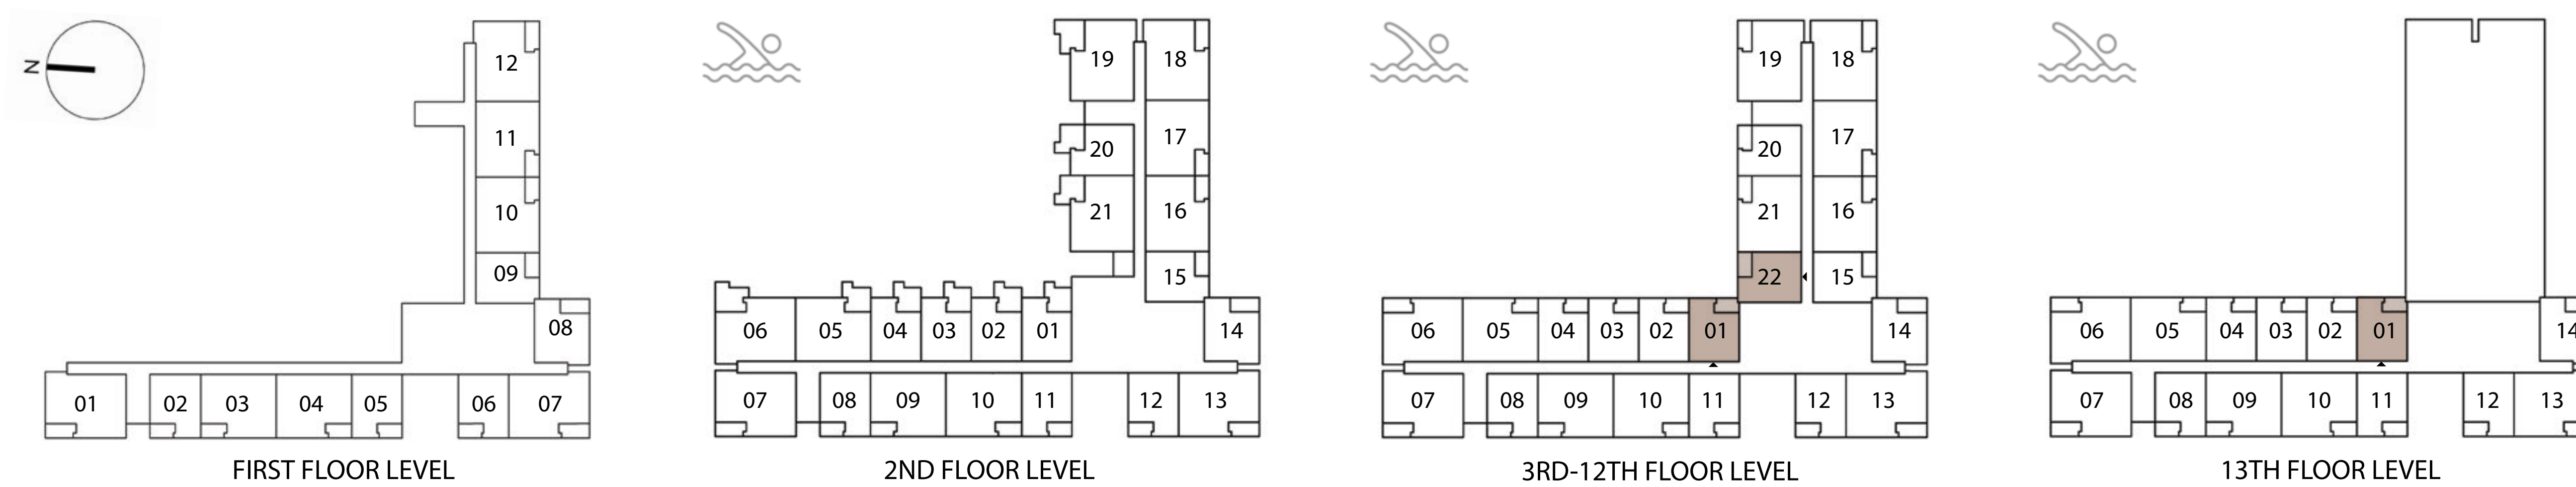 N
12
11
10
09
08
01 02 03 04 05 06 07
FIRST FLOOR LEVEL
19 18
17
20
21 16
15
06 05 04 03 02 01 14
07 08 09 10 11 12 13
2ND FLOOR LEVEL
19 18
17
20
21 16
22 15
06 05 04 03 02 01 14
07 08 09 10 11 12 13
3RD-12TH FLOOR LEVEL
06 05 04 03 02 01 14
07 08 09 10 11 12 13
13TH FLOOR LEVEL